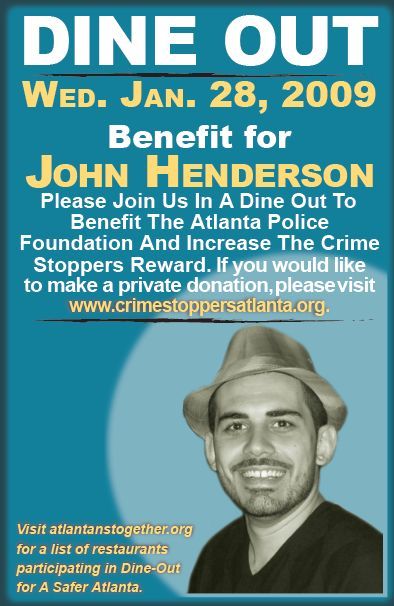 DINE OUT
WED. JAN. 28, 2009
Benefit for
JOHN HENDERSON
Please Join Us In A Dine Out To
Benefit The Atlanta Police
Foundation And Increase The Crime
Stoppers Reward. If you would like
to make a private donation, please visit
www.crimestoppersatlanta.org.
Visit atlantanstogether.org
for a list of restaurants
participating in Dine-Out
for A Safer Atlanta.